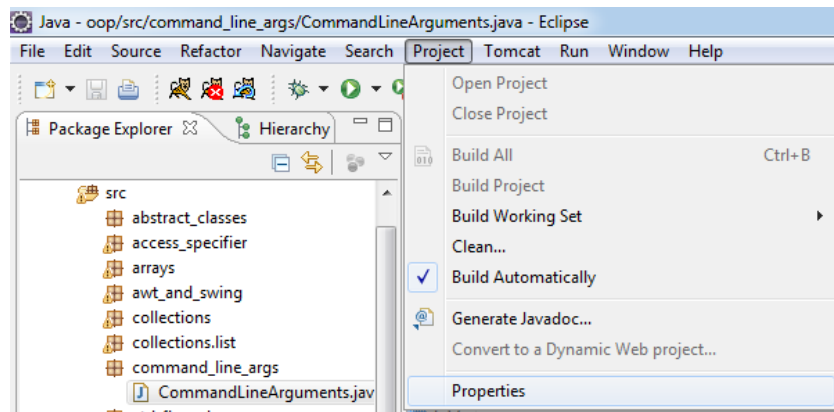 Java - oop/src/command_line_args/CommandLineArguments.java - Eclipse
File Edit Source Refactor Navigate Search Project Tomcat Run Window Help
Open Project
Close Project
Package Explorer Hierarchy
Build All Ctrl+B
Build Project
src
Build Working Set
abstract_classes
Clean...
access_specifier
Build Automatically
arrays
awt_and_swing
Generate Javadoc...
collections
Convert to a Dynamic Web project...
collections.list
command_line_args
Properties
CommandLineArguments.jav